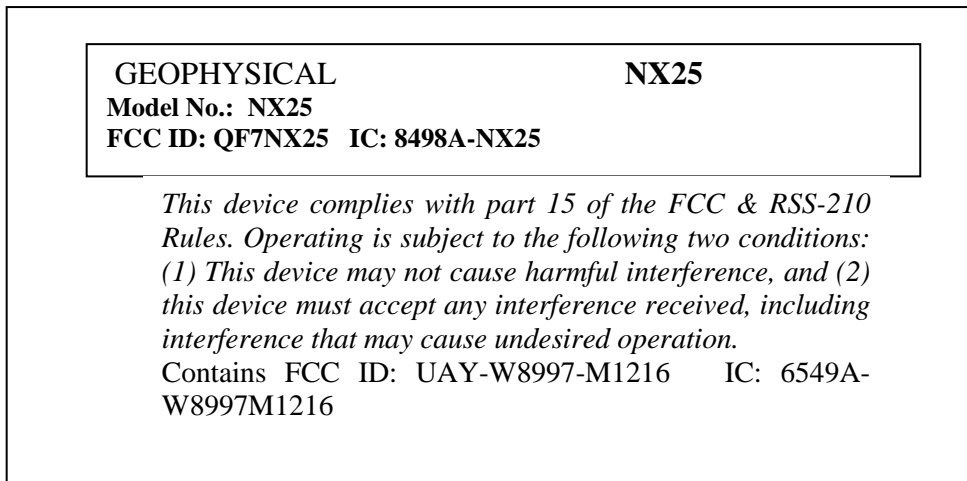 GEOPHYSICAL NX25
Model No.: NX25
FCC ID: QF7NX25 IC: 8498A-NX25
This device complies with part 15 of the FCC & RSS-210
Rules. Operating is subject to the following two conditions:
(1) This device may not cause harmful interference, and (2)
this device must accept any interference received, including
interference that may cause undesired operation.
Contains FCC ID: UAY-W8997-M1216 IC: 6549A-
W8997M1216